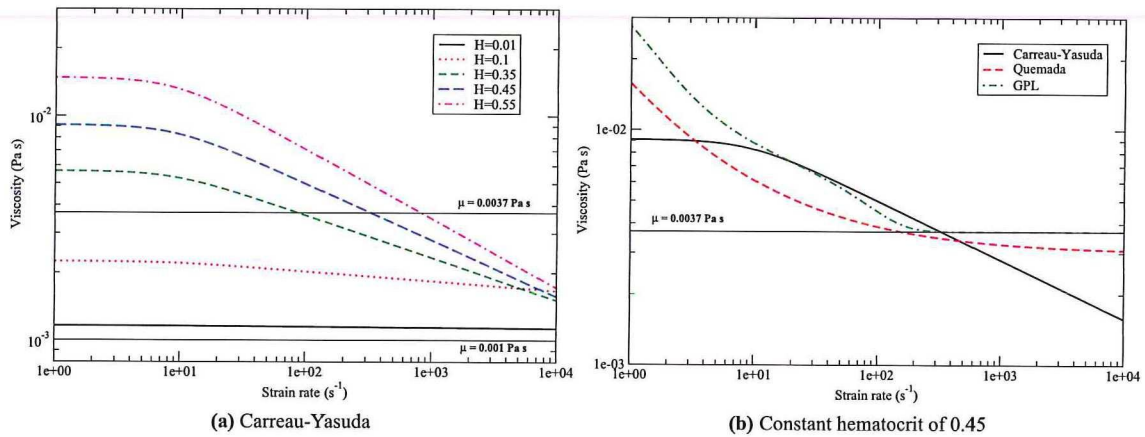 H=0.01
H=0.1
H=0.35
H=0.45
H=0.55
10^-2
Viscosity (Pa s)
μ = 0.0037 Pa s
10^-3
μ = 0.001 Pa s
1e+00 1e+01 1e+02 1e+03 1e+04
Strain rate (s^-1)
(a) Carreau-Yasuda
Carreau-Yasuda
Quemada
GPL
1e-02
Viscosity (Pa s)
μ = 0.0037 Pa s
1e-03
1e+00 1e+01 1e+02 1e+03 1e+04
Strain rate (s^-1)
(b) Constant hematocrit of 0.45